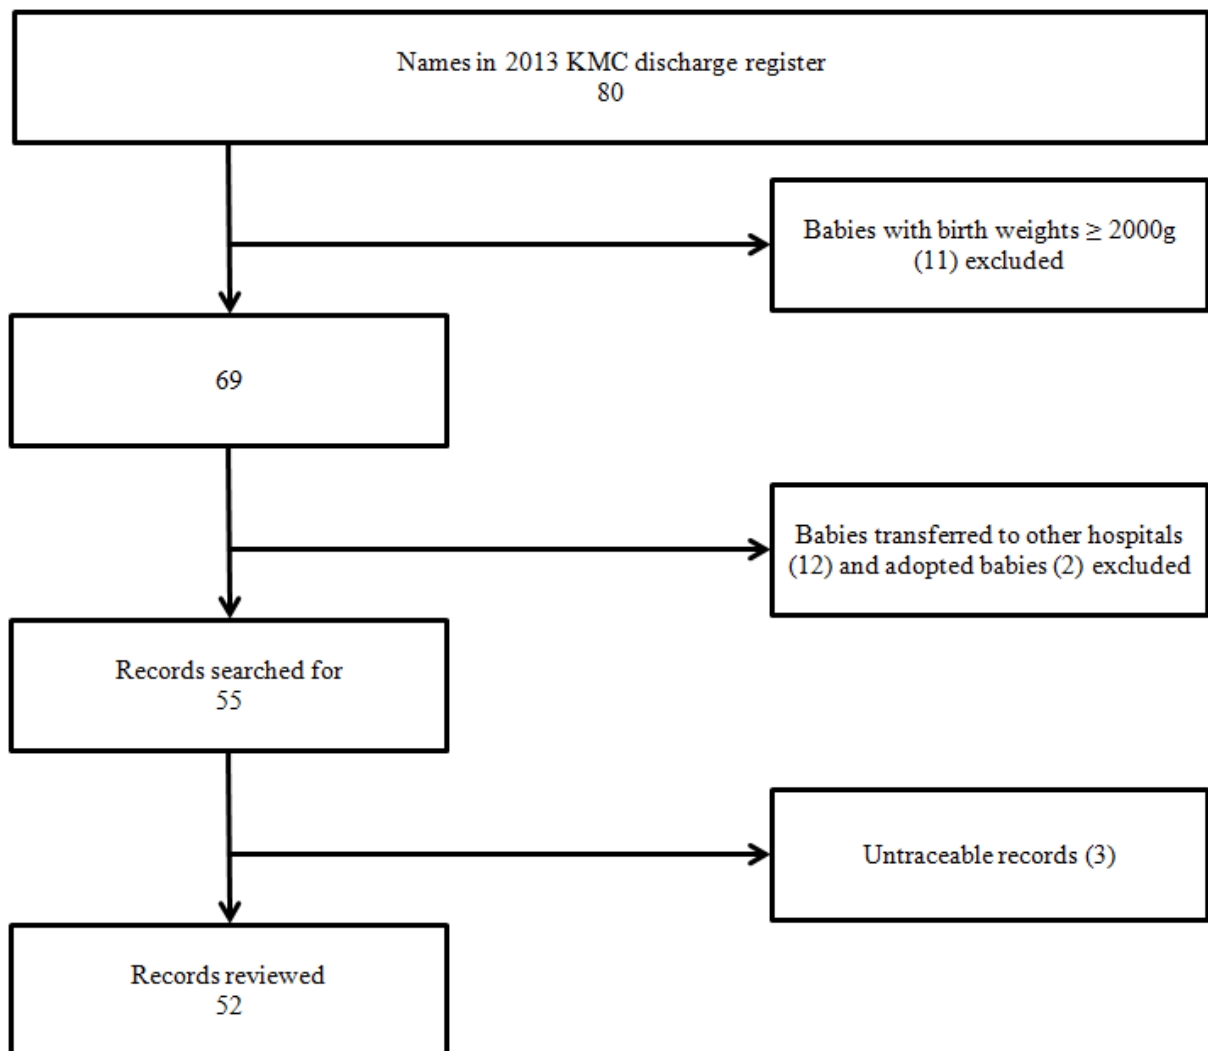 Names in 2013 KMC discharge register
80
Babies with birth weights ≥ 2000g
(11) excluded
69
Babies transferred to other hospitals
(12) and adopted babies (2) excluded
Records searched for
55
Untraceable records (3)
Records reviewed
52